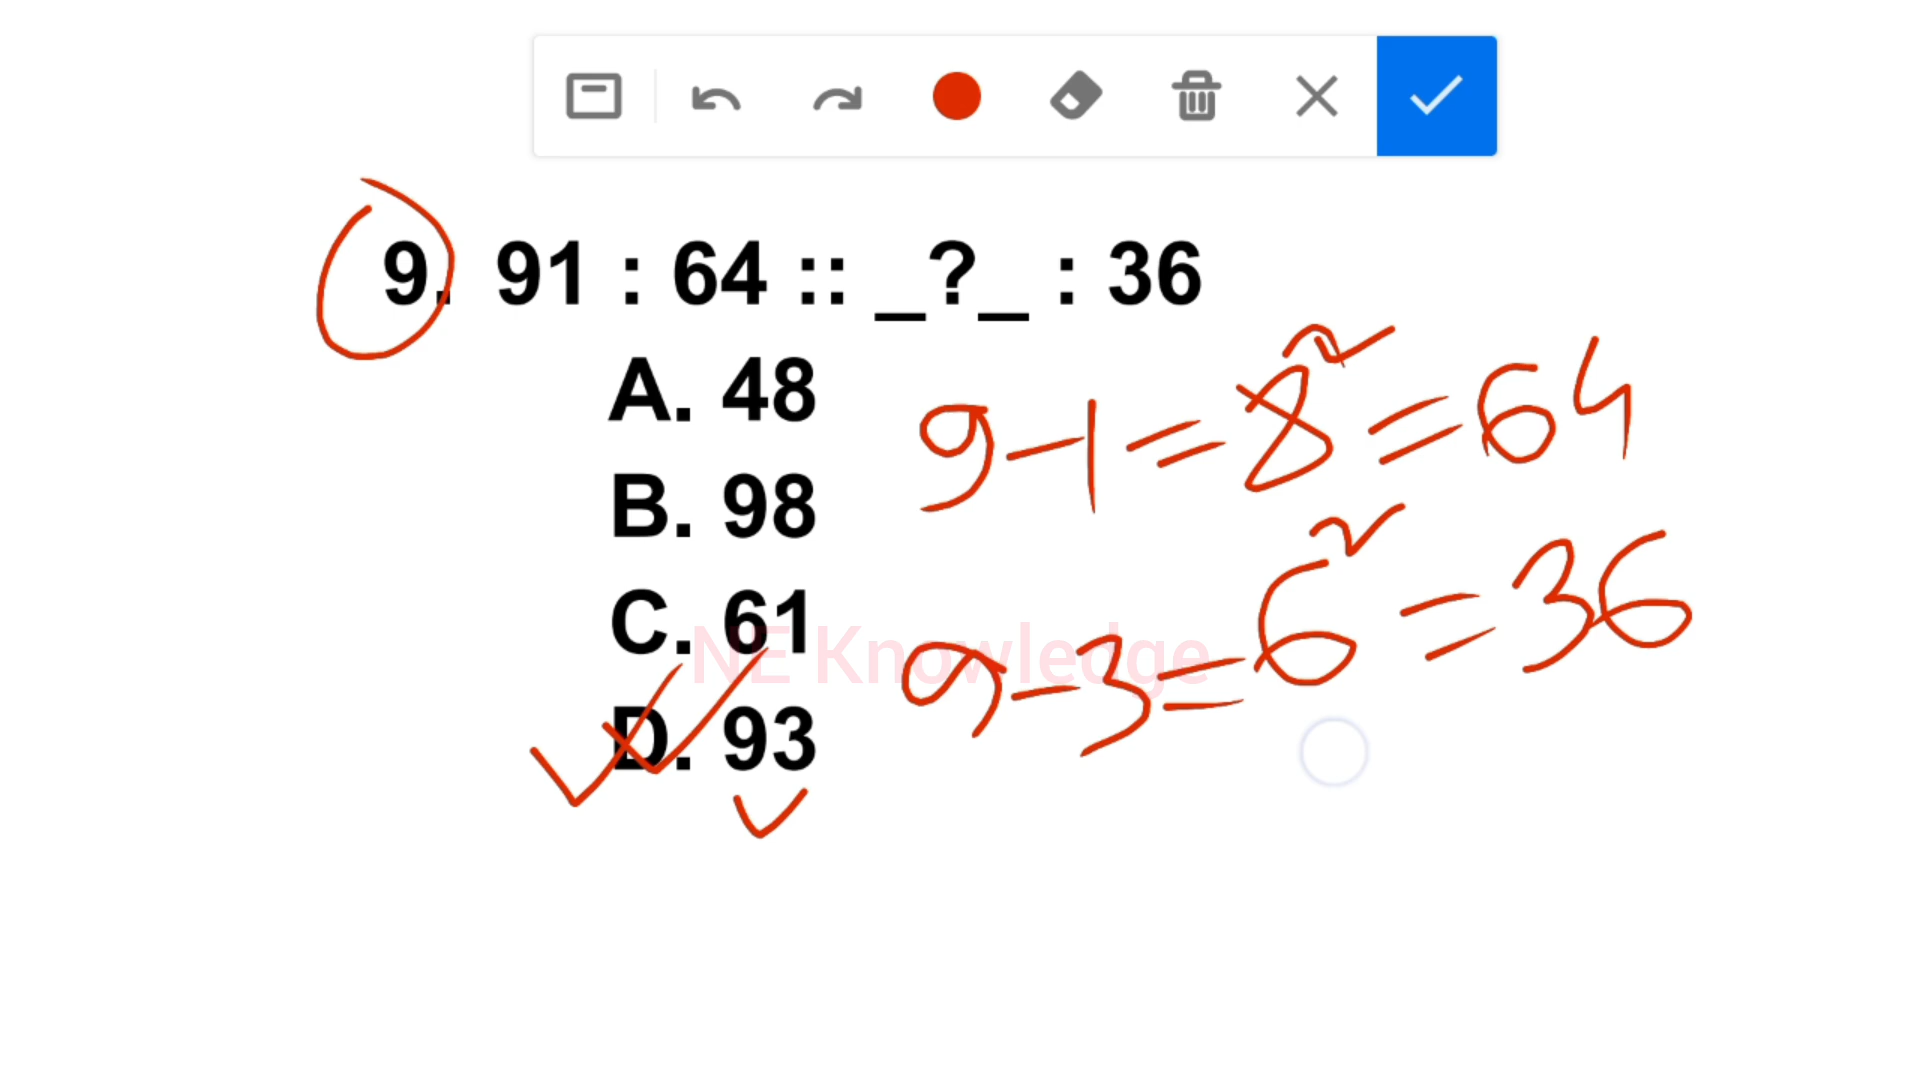 9. 91 : 64 :: _?_ : 36
A. 48
B. 98
C. 61
D. 93
9-1=8²=64
9-3=6²=36
NE Knowledge